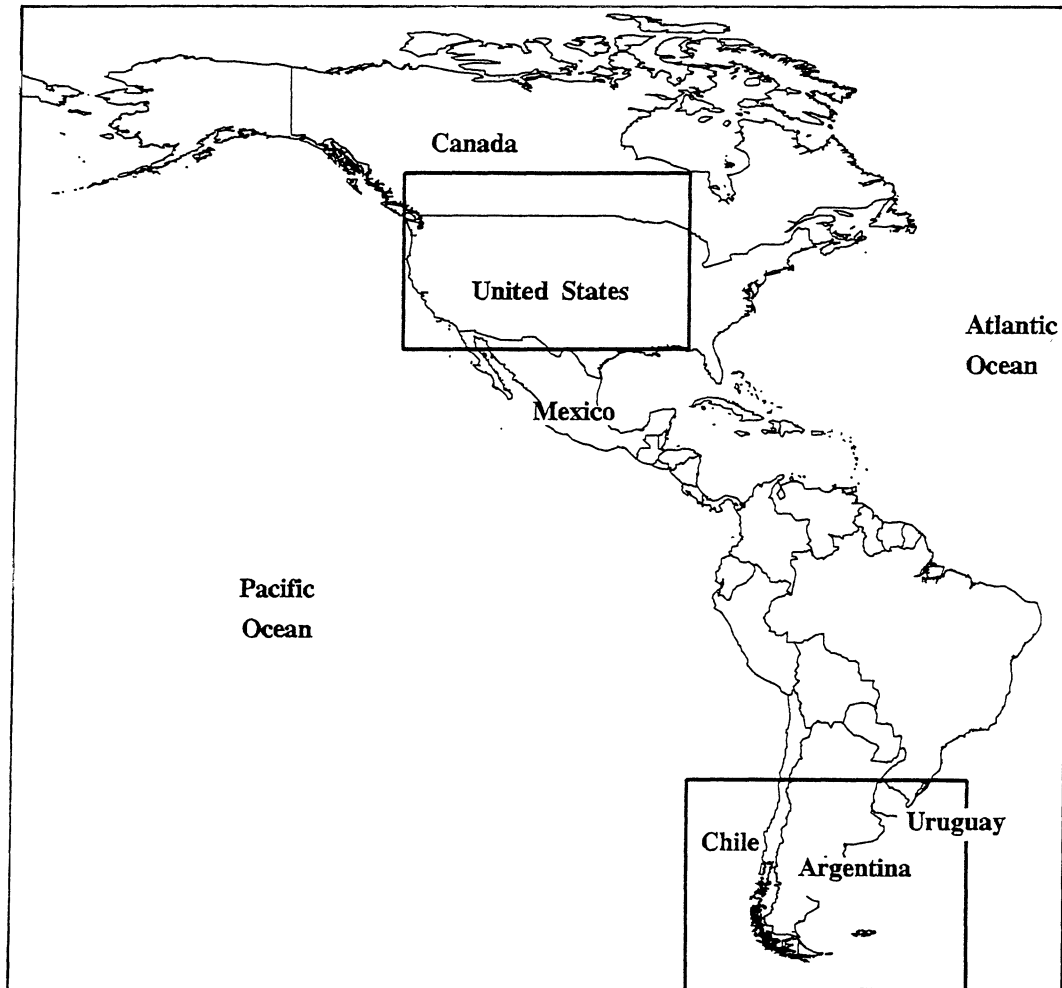 Canada
United States
Atlantic
Ocean
Mexico
Pacific
Ocean
Uruguay
Chile
Argentina